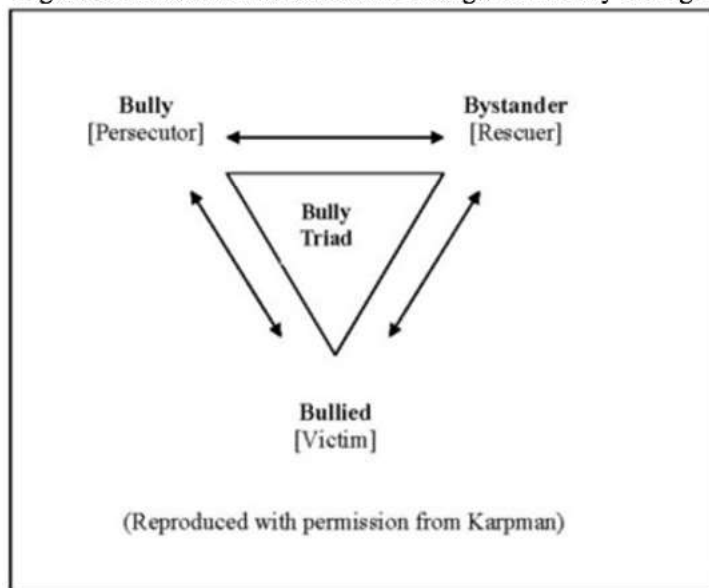 Bully
[Persecutor]
Bystander
[Rescuer]
Bully
Triad
Bullied
[Victim]
(Reproduced with permission from Karpman)